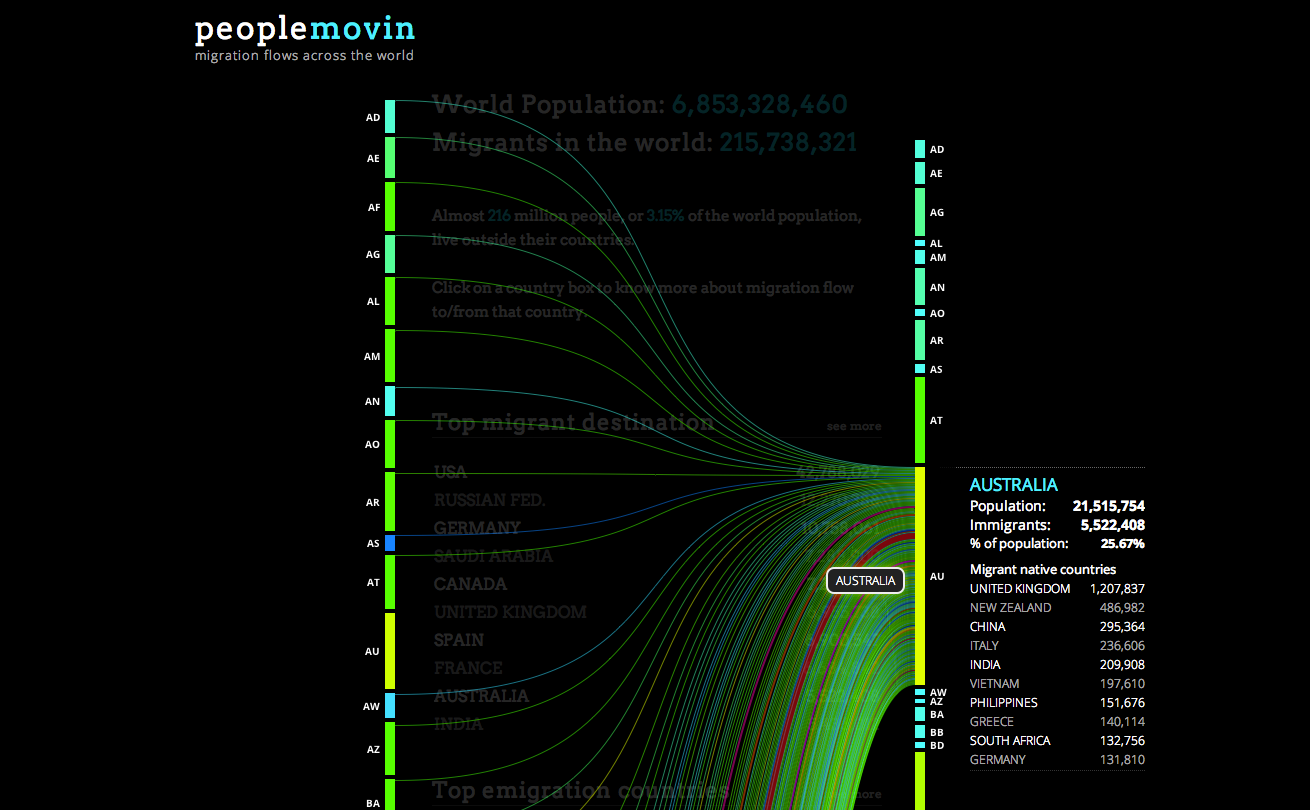 peoplemovin
migration flows across the world
World Population: 6,853,328,460
Migrants in the world: 215,738,321
Almost 216 million people, or 3.15% of the world population,
live outside their countries.
Click on a country box to know more about migration flow
to/from that country.
Top migrant destination
see more
USA
RUSSIAN FED.
GERMANY
SAUDI ARABIA
CANADA
UNITED KINGDOM
SPAIN
FRANCE
AUSTRALIA
INDIA
Top emigration countries
more
AD
AE
AF
AG
AL
AM
AN
AO
AR
AS
AT
AU
AW
AZ
BA
AUSTRALIA
AD
AE
AG
AL
AM
AN
AO
AR
AS
AT
AU
AW
AZ
BA
BB
BD
AUSTRALIA
Population: 21,515,754
Immigrants: 5,522,408
% of population: 25.67%
Migrant native countries
UNITED KINGDOM 1,207,837
NEW ZEALAND 486,982
CHINA 295,364
ITALY 236,606
INDIA 209,908
VIETNAM 197,610
PHILIPPINES 151,676
GREECE 140,114
SOUTH AFRICA 132,756
GERMANY 131,810